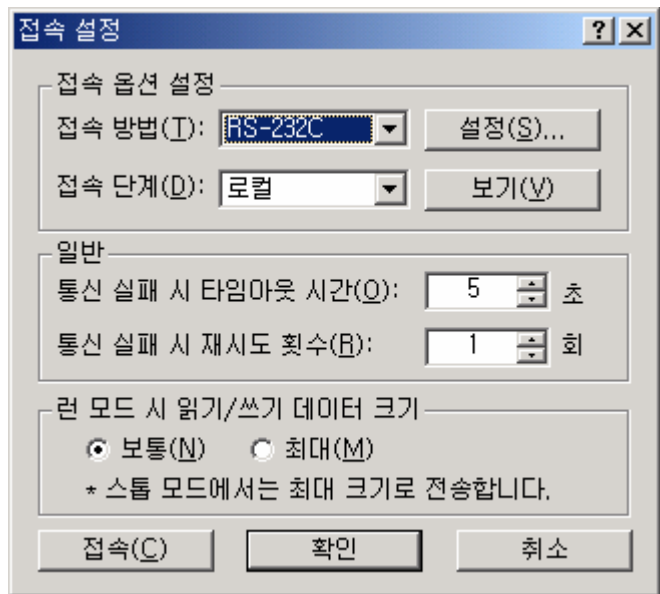 접속 설정
접속 옵션 설정
접속 방법(T): RS-232C 설정(S)...
접속 단계(D): 로컬 보기(V)
일반
통신 실패 시 타임아웃 시간(O): 5 초
통신 실패 시 재시도 횟수(R): 1 회
런 모드 시 읽기/쓰기 데이터 크기
보통(N) 최대(M)
* 스톱 모드에서는 최대 크기로 전송합니다.
접속(C) 확인 취소